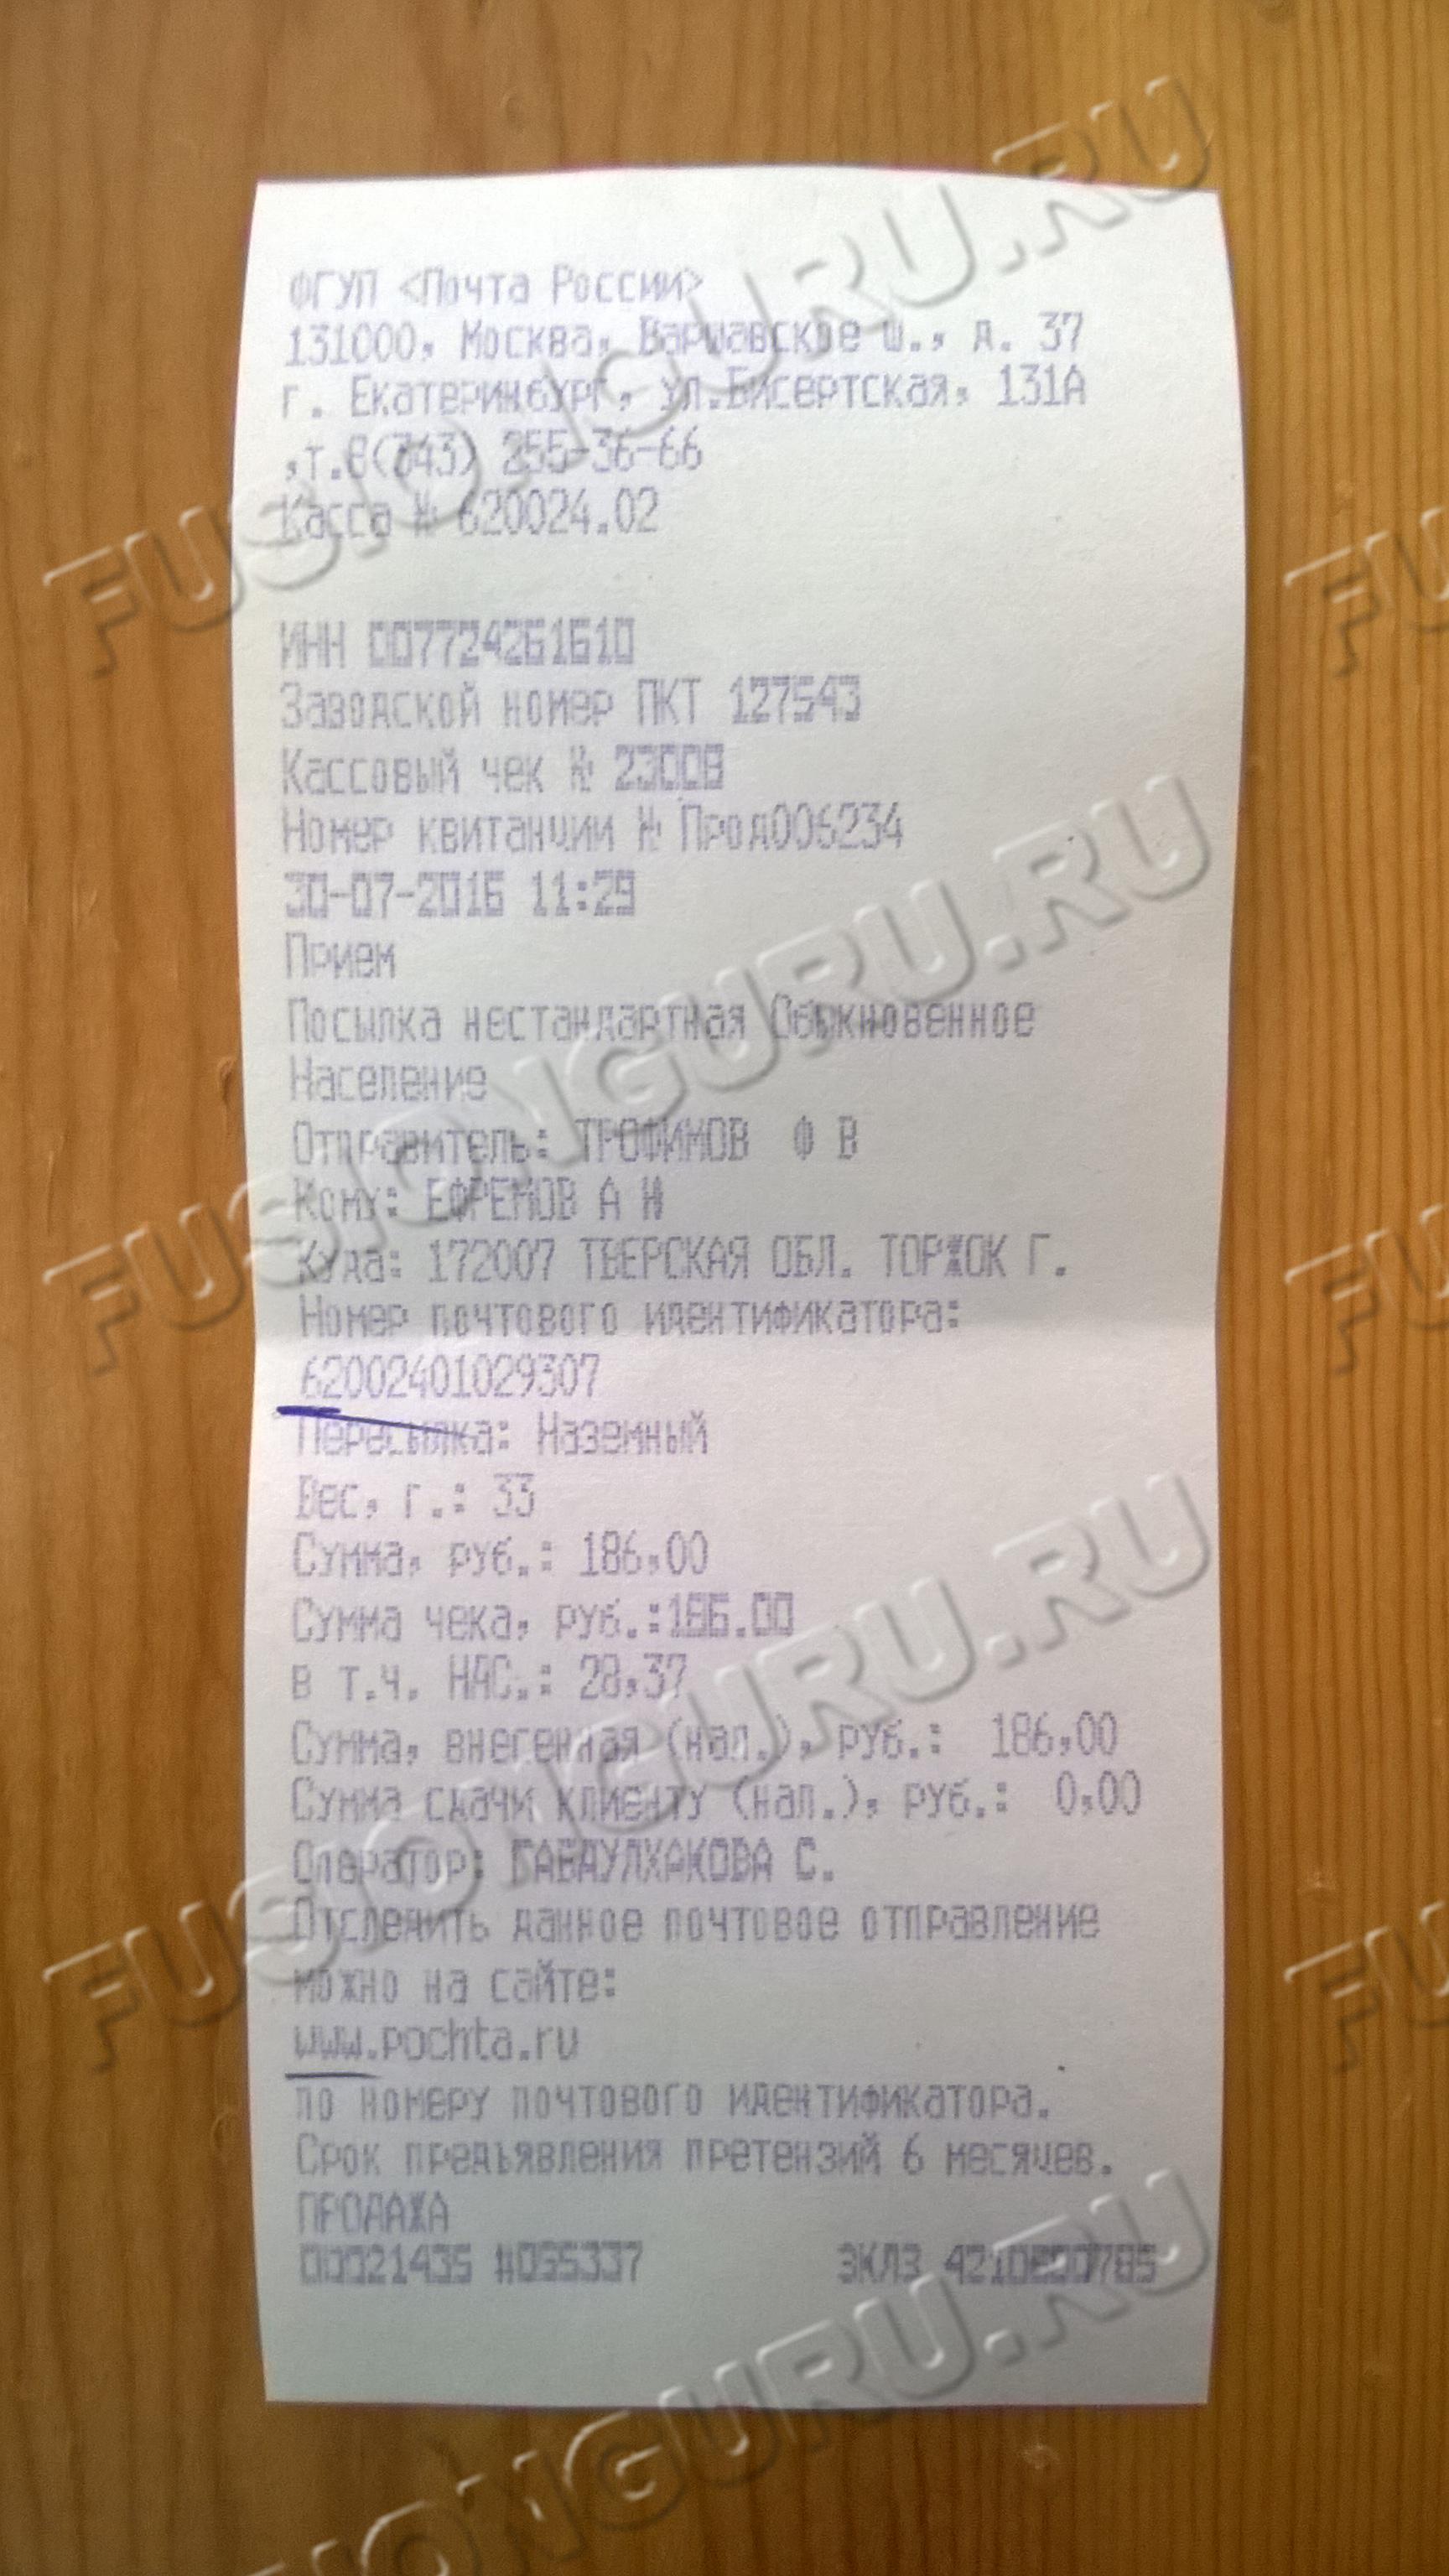 ФГУП <Почта России>
131000, Москва, Варшавское ш., д. 37
г. Екатеринбург, ул.Бисертская, 131А
,т.8(343) 255-36-66
Касса № 620024.02
ИНН 007724261610
Заводской номер ПКТ 127543
Кассовый чек № 23008
Номер квитанции № Прод006234
30-07-2016 11:29
Прием
Посылка нестандартная Обыкновенное
Население
Отправитель: ТРОФИМОВ Ф В
Кому: ЕФРЕМОВ А Н
Куда: 172007 ТВЕРСКАЯ ОБЛ. ТОРЖОК Г.
Номер почтового идентификатора:
62002401029307
Пересылка: Наземный
Вес, г.: 33
Сумма, руб.: 186,00
Сумма чека, руб.:186.00
в т.ч. НДС.: 28,37
Сумма, внесенная (нал.), руб.: 186,00
Сумма сдачи клиенту (нал.), руб.: 0,00
Оператор: ГАБДУЛХАКОВА С.
Отследить данное почтовое отправление
можно на сайте:
www.pochta.ru
по номеру почтового идентификатора.
Срок предъявления претензий 6 месяцев.
ПРОДАЖА
00021435 #055337 ЭКЛЗ
FUSIONGURU.RU
FUSIONGURU.RU
FUSIONGURU.RU